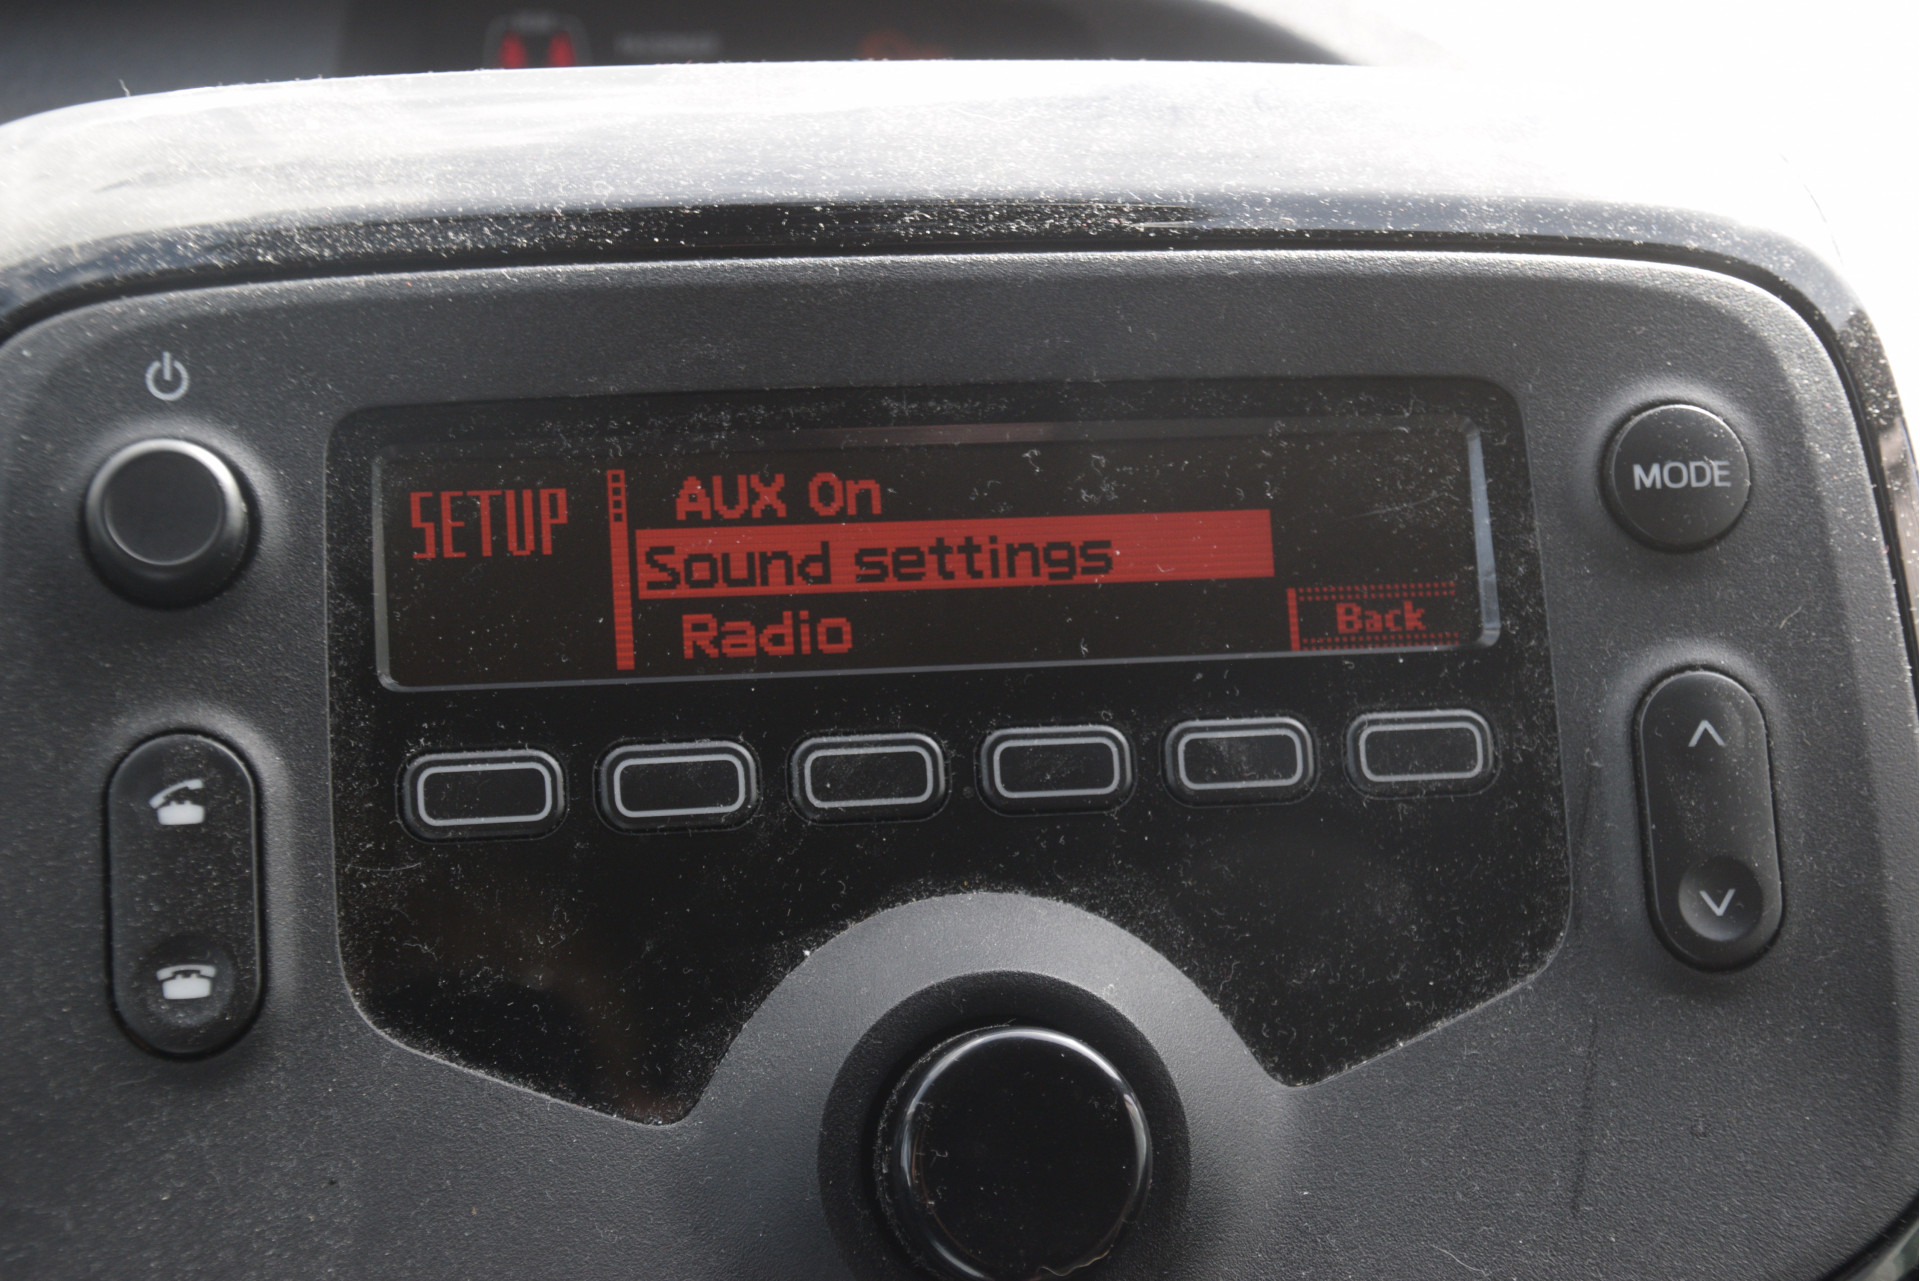 SETUP
AUX On
Sound settings
Radio
Back
MODE